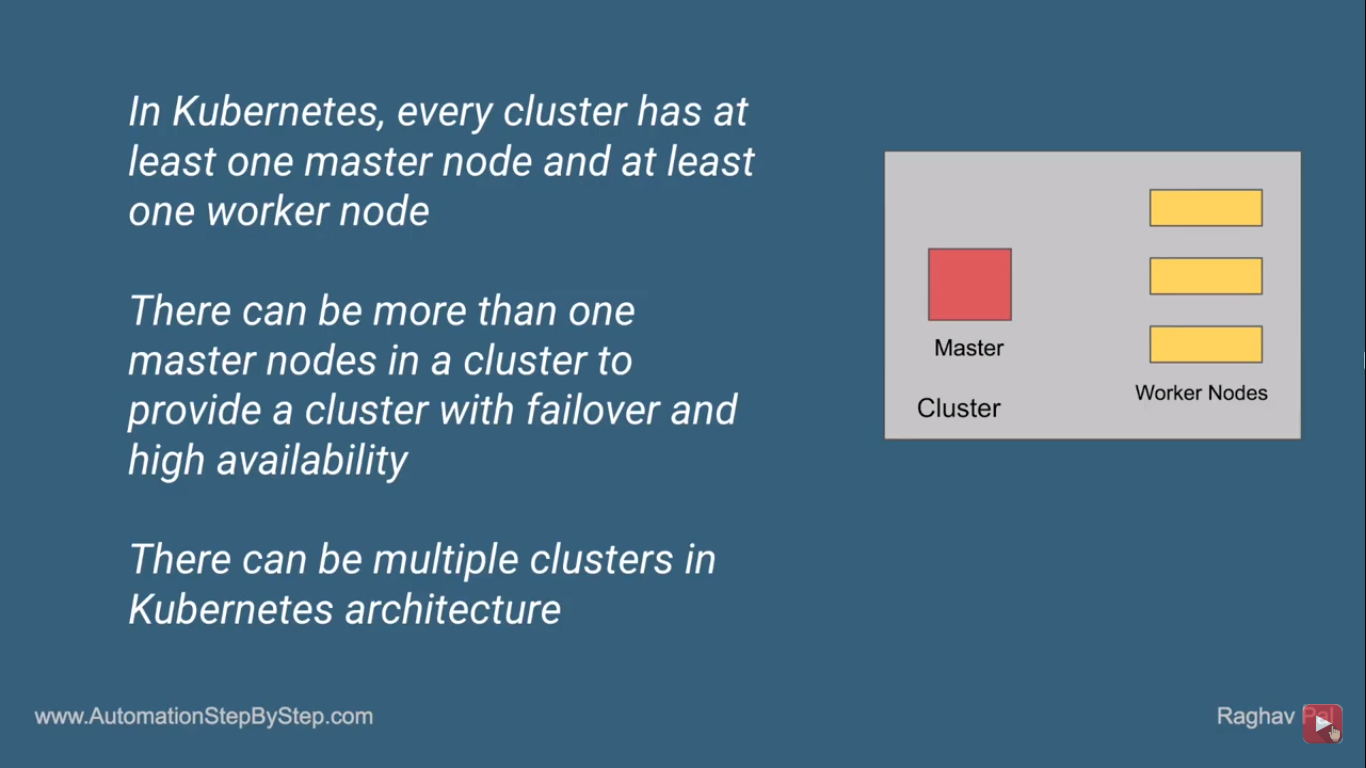 In Kubernetes, every cluster has at
least one master node and at least
one worker node
There can be more than one
master nodes in a cluster to
provide a cluster with failover and
high availability
There can be multiple clusters in
Kubernetes architecture
Master
Cluster
Worker Nodes
www.AutomationStepByStep.com
Raghav Pal